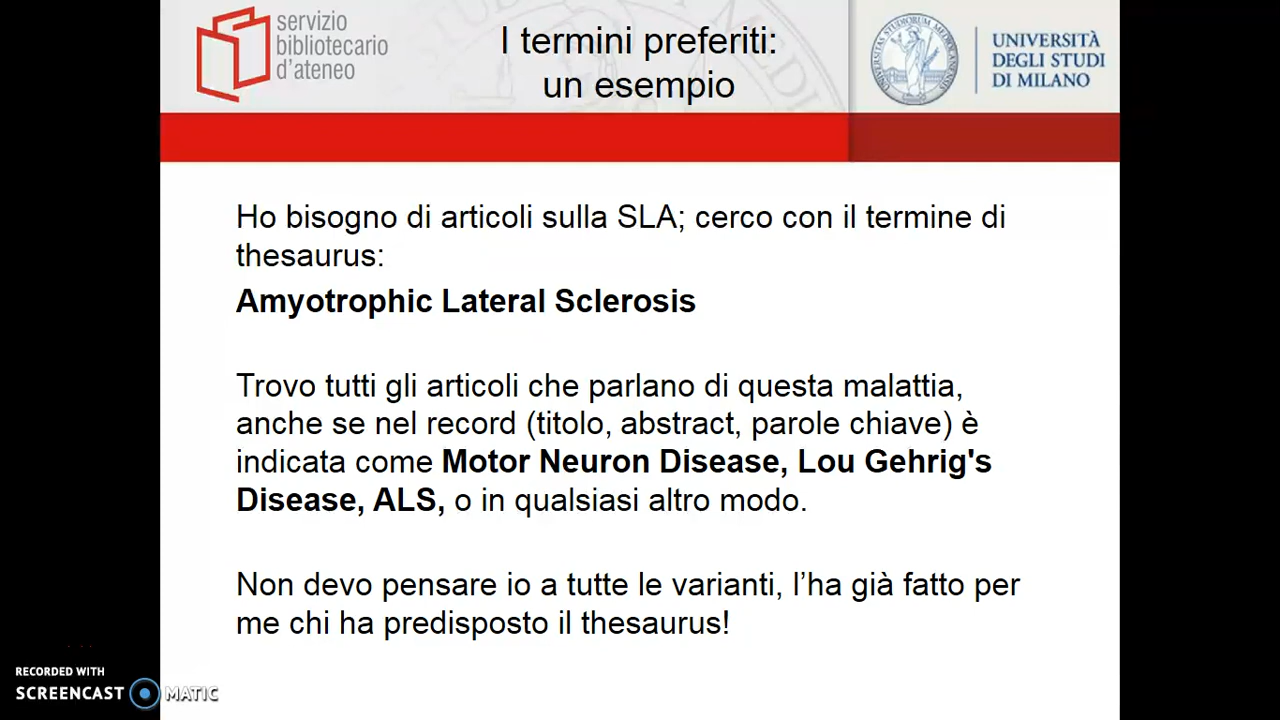 servizio
bibliotecario
d'ateneo
I termini preferiti:
un esempio
UNIVERSITÀ
DEGLI STUDI
DI MILANO
Ho bisogno di articoli sulla SLA; cerco con il termine di
thesaurus:
Amyotrophic Lateral Sclerosis
Trovo tutti gli articoli che parlano di questa malattia,
anche se nel record (titolo, abstract, parole chiave) è
indicata come Motor Neuron Disease, Lou Gehrig's
Disease, ALS, o in qualsiasi altro modo.
Non devo pensare io a tutte le varianti, l’ha già fatto per
me chi ha predisposto il thesaurus!
RECORDED WITH
SCREENCAST MATIC